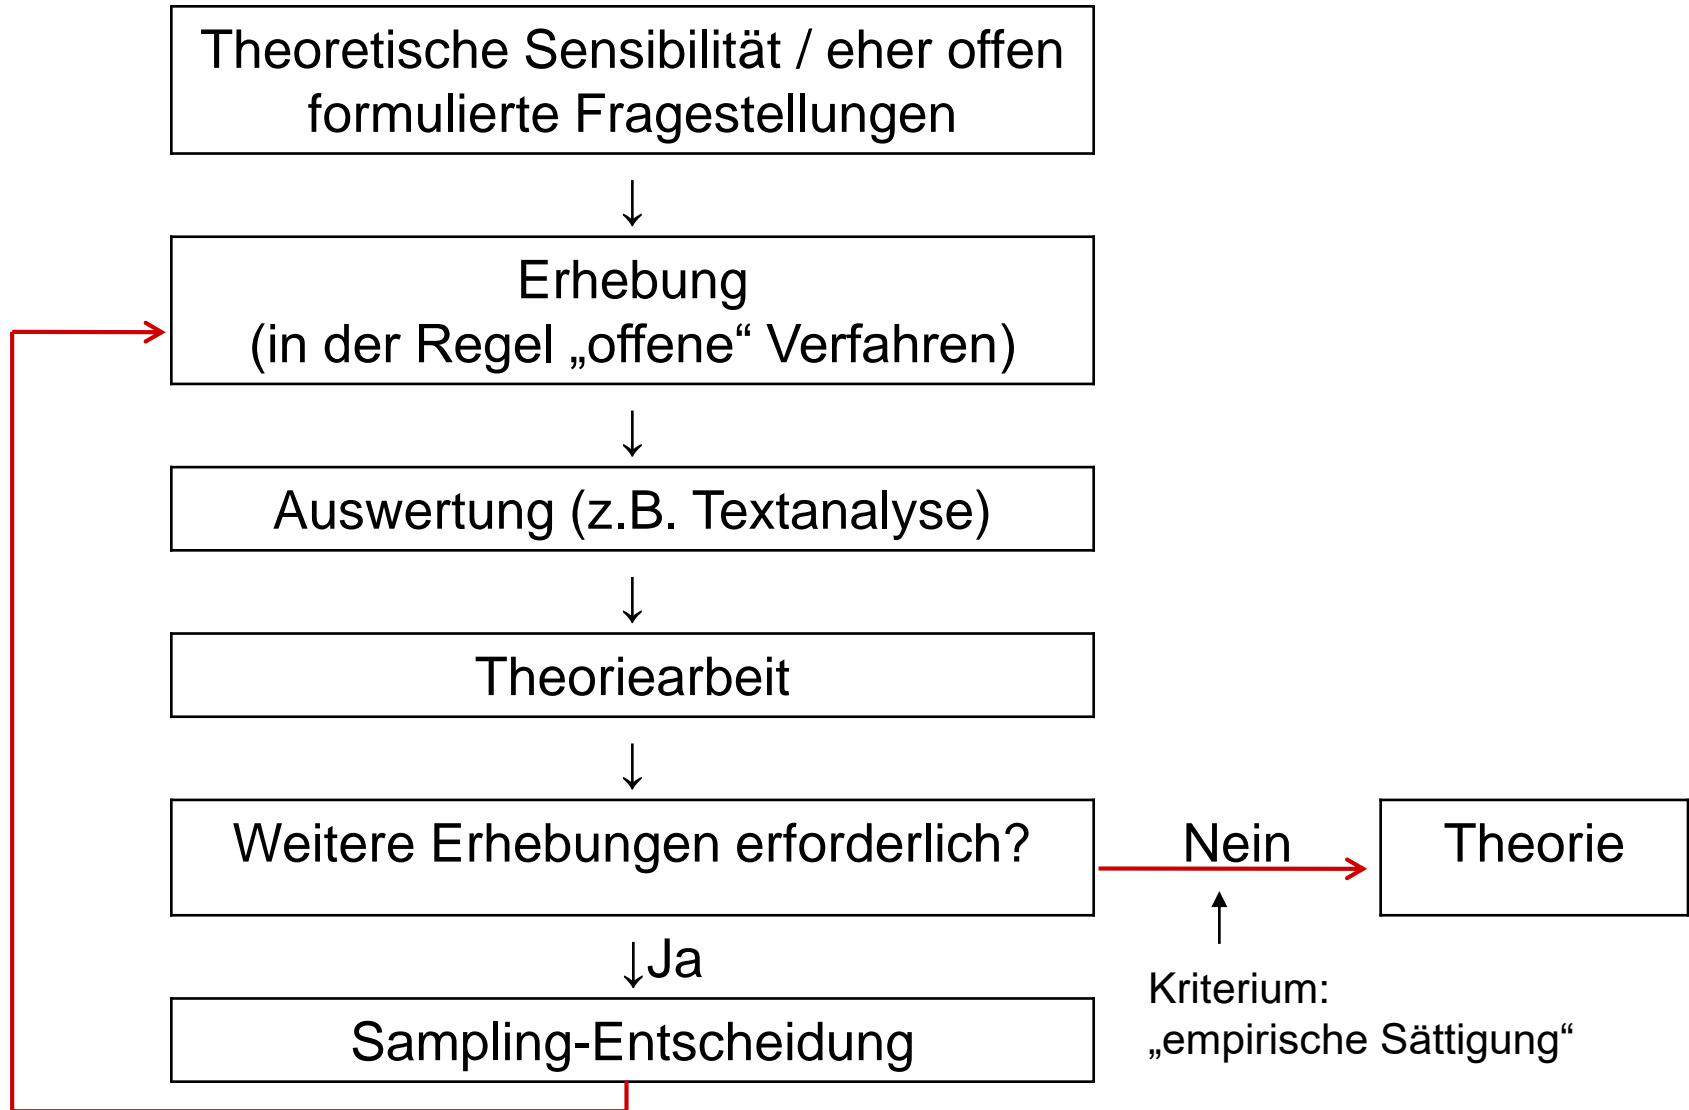 Theoretische Sensibilität / eher offen
formulierte Fragestellungen
↓
Erhebung
(in der Regel „offene“ Verfahren)
↓
Auswertung (z.B. Textanalyse)
↓
Theoriearbeit
↓
Weitere Erhebungen erforderlich?
Nein
Theorie
↓Ja
Kriterium:
„empirische Sättigung“
Sampling-Entscheidung